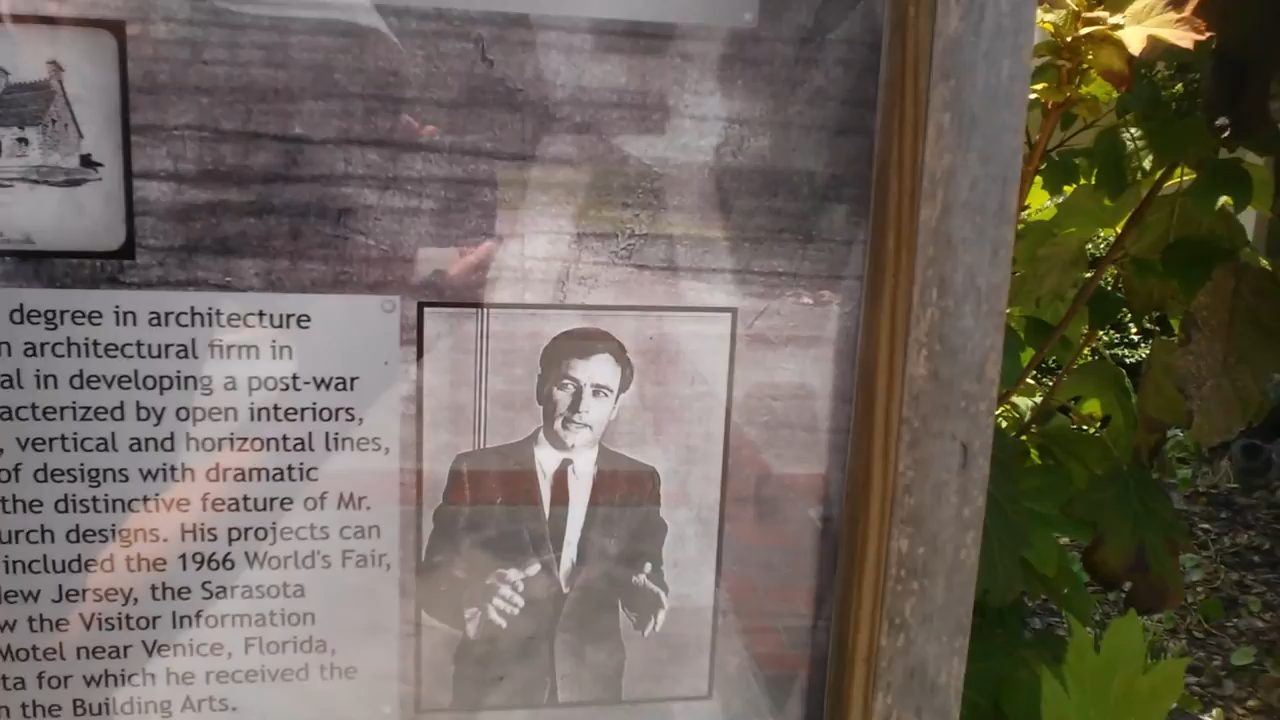 degree in architecture
n architectural firm in
al in developing a post-war
acterized by open interiors,
, vertical and horizontal lines,
of designs with dramatic
the distinctive feature of Mr.
urch designs. His projects can
included the 1966 World's Fair,
lew Jersey, the Sarasota
w the Visitor Information
Motel near Venice, Florida,
ta for which he received the
n the Building Arts.